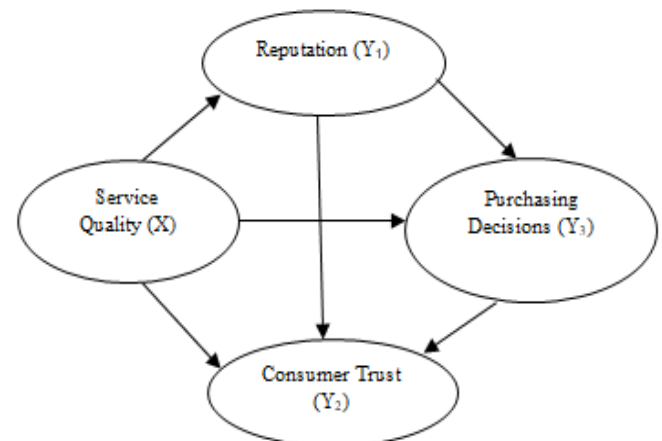 Reputation (Y₁)
Service
Quality (X)
Purchasing
Decisions (Y₃)
Consumer Trust
(Y₂)